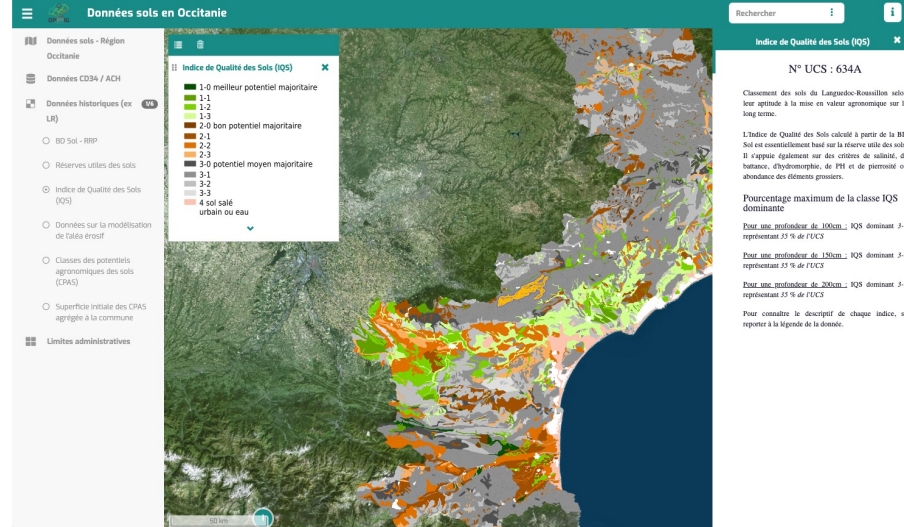 Données sols en Occitanie
Rechercher
i
Données sols - Région
Occitanie
Données CD34 / ACH
Données historiques (ex
LR)
1/6
BD Sol - RRP
Réserves utiles des sols
Indice de Qualité des Sols
(IQS)
Données sur la modélisation
de l'aléa érosif
Classes des potentiels
agronomiques des sols
(CPAS)
Superficie initiale des CPAS
agrégée à la commune
Limites administratives
Indice de Qualité des Sols (IQS)
1-0 meilleur potentiel majoritaire
1-1
1-2
1-3
2-0 bon potentiel majoritaire
2-1
2-2
2-3
3-0 potentiel moyen majoritaire
3-1
3-2
3-3
4 sol salé
urbain ou eau
50 km
Indice de Qualité des Sols (IQS)
N° UCS : 634A
Classement des sols du Languedoc-Roussillon selo
leur aptitude à la mise en valeur agronomique sur l
long terme.
L'Indice de Qualité des Sols calculé à partir de la BD
Sol est essentiellement basé sur la réserve utile des sols
Il s'appuie également sur des critères de salinité, d
battance, d'hydromorphie, de PH et de pierrosité o
abondance des éléments grossiers.
Pourcentage maximum de la classe IQS
dominante
Pour une profondeur de 100cm : IQS dominant 3-
représentant 35 % de l'UCS
Pour une profondeur de 150cm : IQS dominant 3-
représentant 35 % de l'UCS
Pour une profondeur de 200cm : IQS dominant 3-
représentant 35 % de l'UCS
Pour connaître le descriptif de chaque indice, s
reporter à la légende de la donnée.